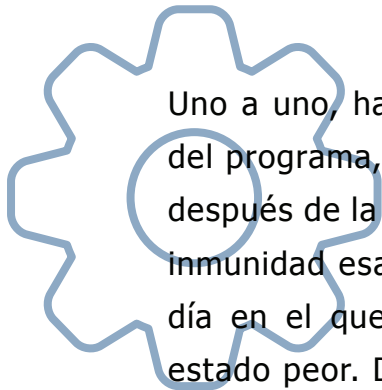 Uno a uno, ha
del programa,
después de la
inmunidad esa
día en el que
estado peor. D